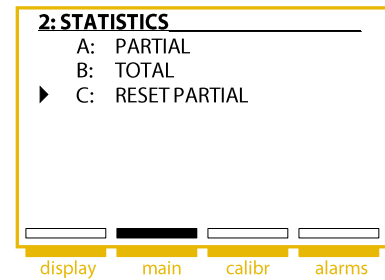 2: STATISTICS
A: PARTIAL
B: TOTAL
C: RESET PARTIAL
display main calibr alarms